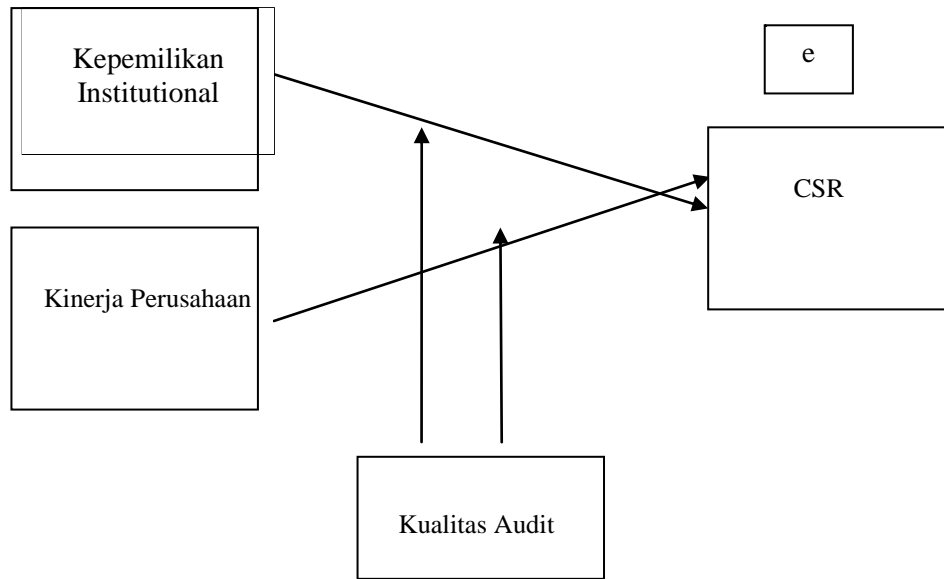 Kepemilikan
Institutional
e
CSR
Kinerja Perusahaan
Kualitas Audit